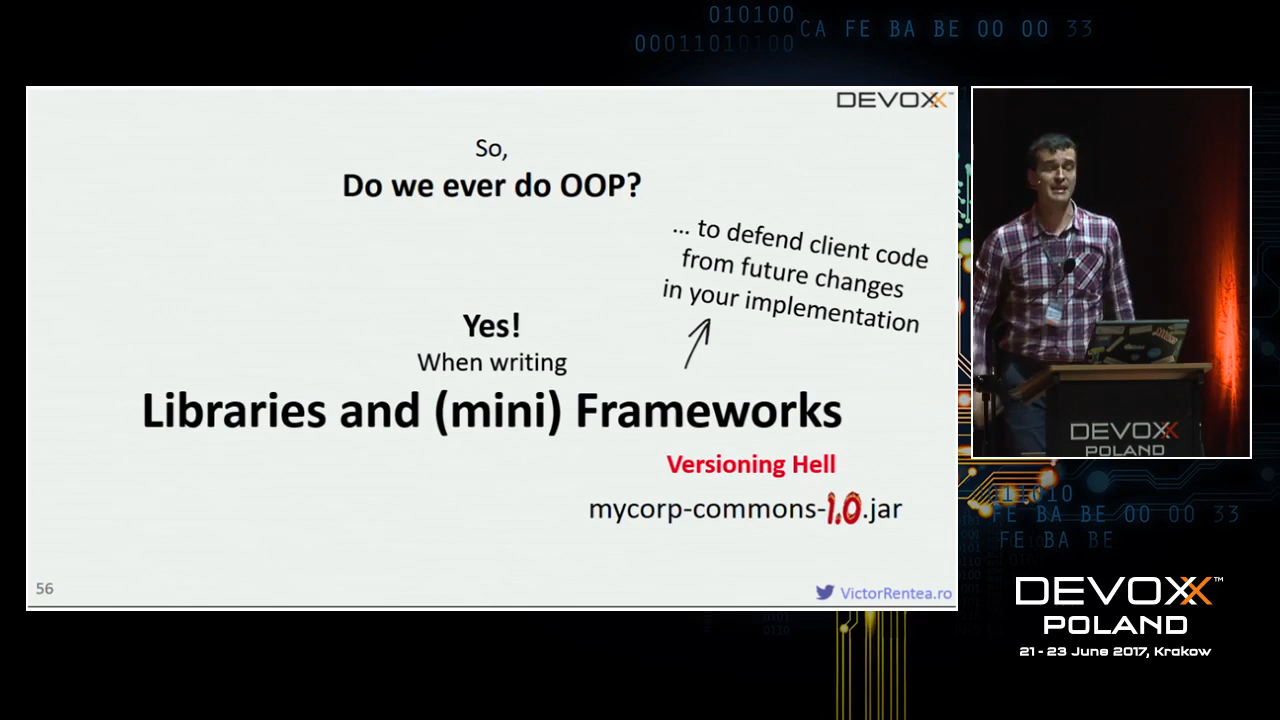 010100
CA FE BA BE 00 00 33
00011010100
DEVOXX
So,
Do we ever do OOP?
... to defend client code
from future changes
in your implementation
Yes!
When writing
Libraries and (mini) Frameworks
Versioning Hell
mycorp-commons-1.0.jar
56
VictorRentea.ro
DEVOXX
POLAND
011010
FE BA BE 00 00 33
FE BA BE
DEVOXX™
POLAND
21 - 23 June 2017, Krakow